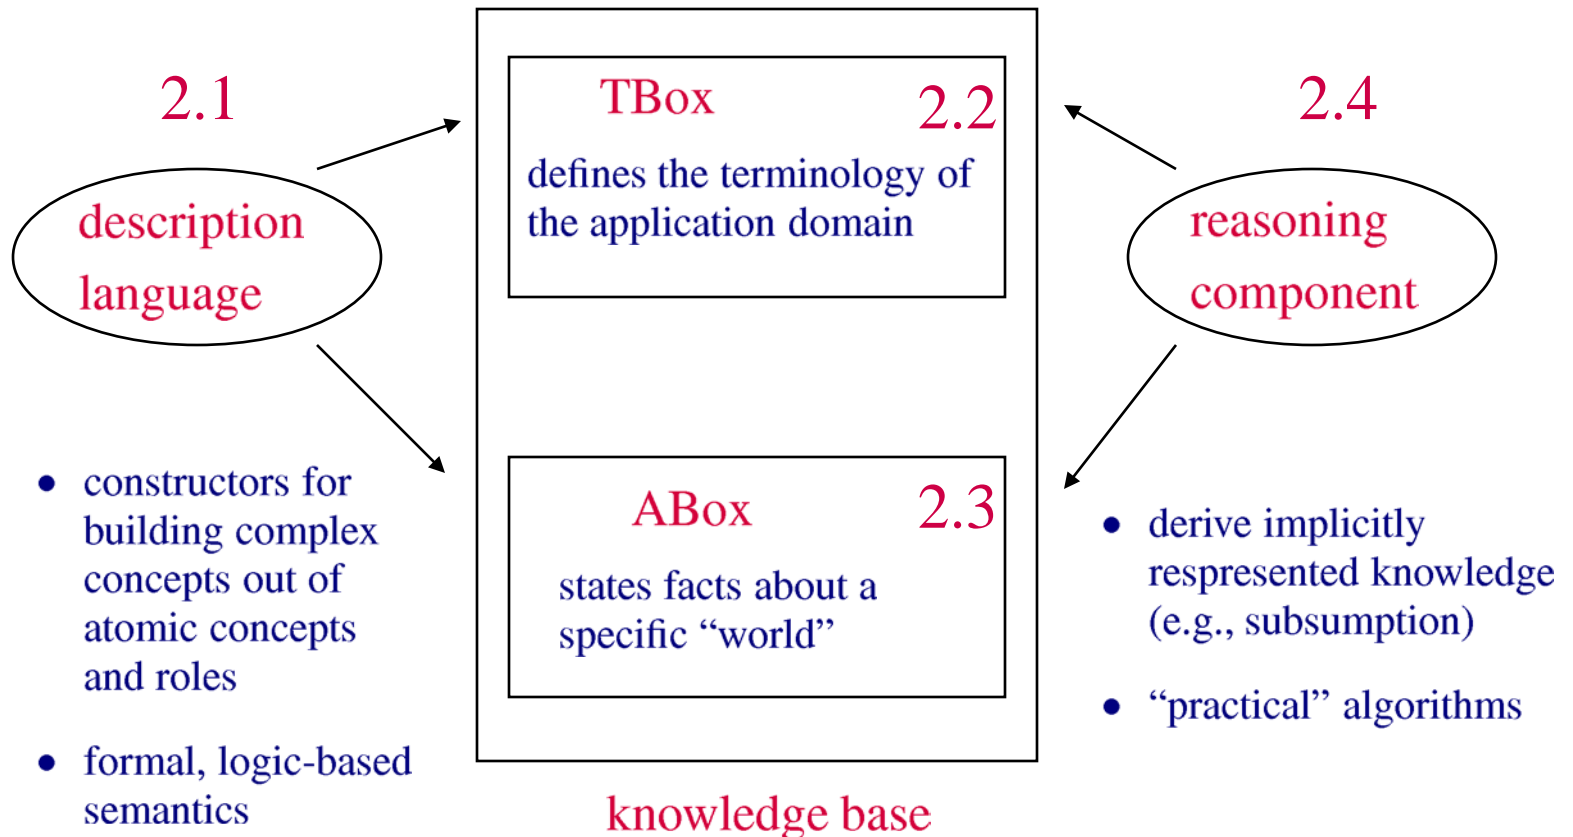 2.1
description
language
• constructors for
building complex
concepts out of
atomic concepts
and roles
• formal, logic-based
semantics
TBox
2.2
defines the terminology of
the application domain
ABox
2.3
states facts about a
specific “world”
knowledge base
2.4
reasoning
component
• derive implicitly
respresented knowledge
(e.g., subsumption)
• “practical” algorithms